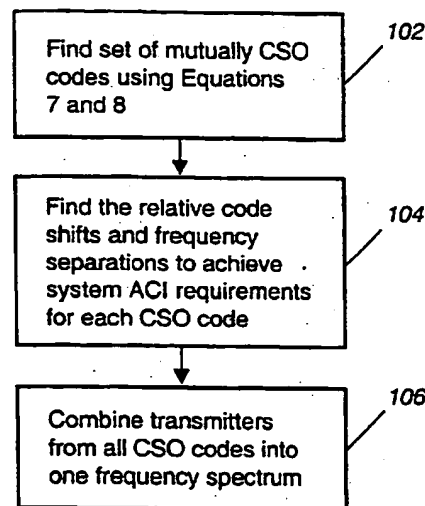 Find set of mutually CSO
codes using Equations
7 and 8
102
Find the relative code
shifts and frequency
separations to achieve
system ACI requirements
for each CSO code
104
Combine transmitters
from all CSO codes into
one frequency spectrum
106